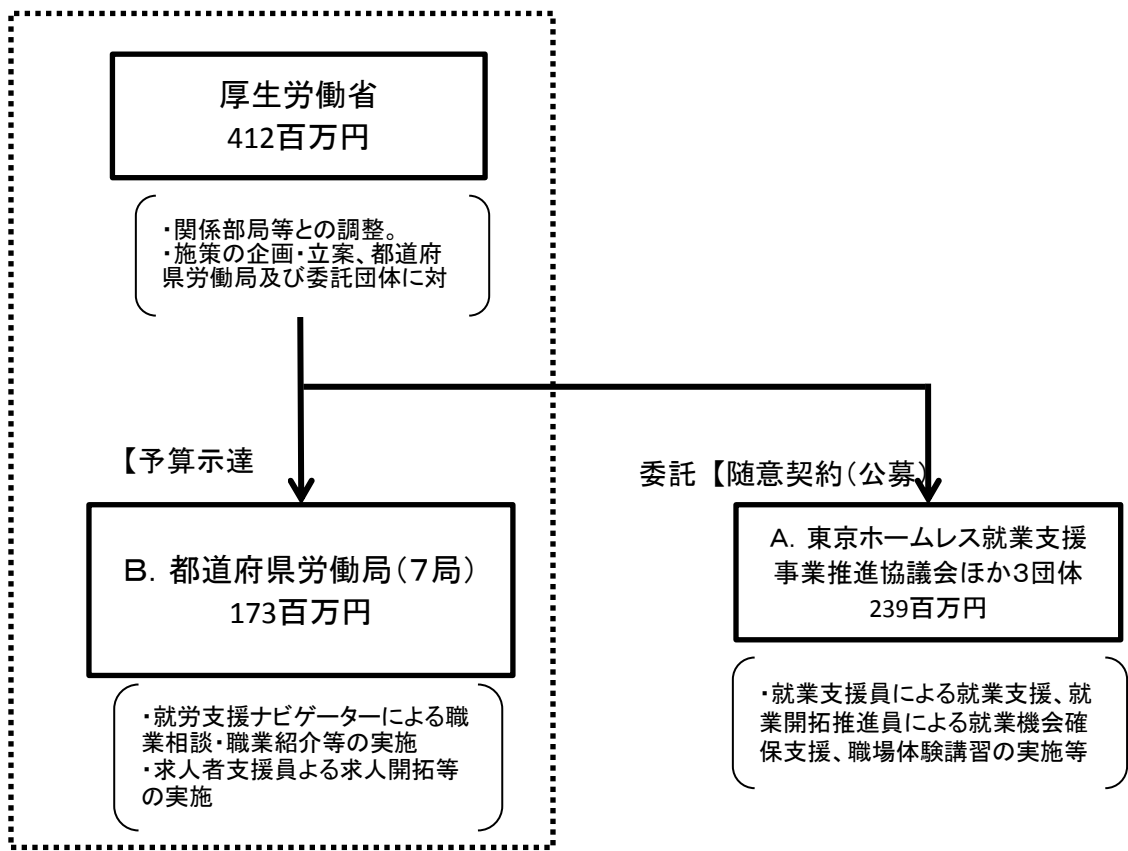 厚生労働省
412百万円
・関係部局等との調整。
・施策の企画・立案、都道府
県労働局及び委託団体に対
【予算示達
委託【随意契約(公募)
B. 都道府県労働局(7局)
173百万円
A. 東京ホームレス就業支援
事業推進協議会ほか3団体
239百万円
・就労支援ナビゲーターによる職
業相談・職業紹介等の実施
・求人者支援員よる求人開拓等
の実施
・就業支援員による就業支援、就
業開拓推進員による就業機会確
保支援、職場体験講習の実施等